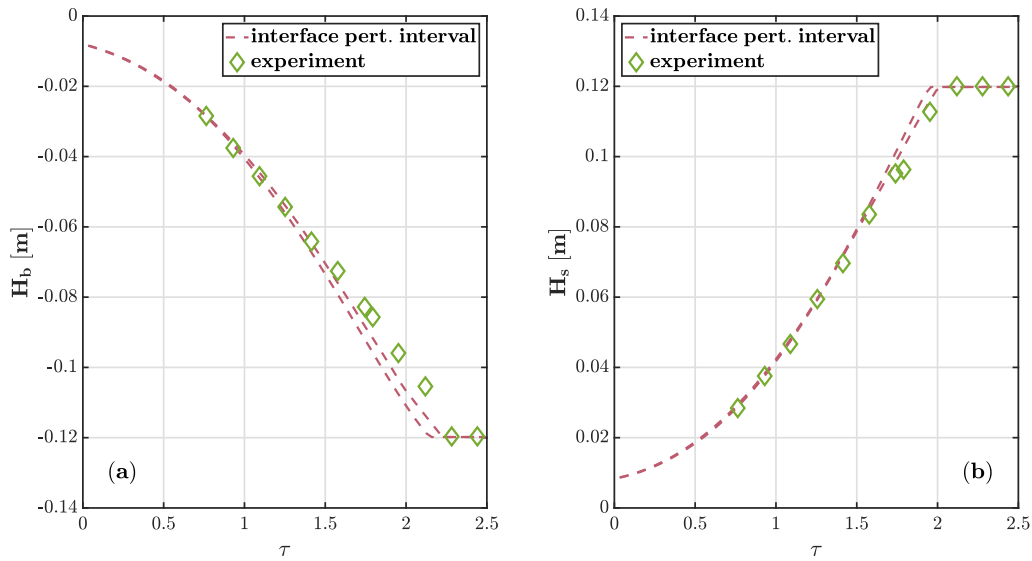 0
-0.02
-0.04
-0.06
-0.08
-0.1
-0.12
-0.14
H_b [m]
interface pert. interval
experiment
(a)
0 0.5 1 1.5 2 2.5
τ
0.14
0.12
0.1
0.08
0.06
0.04
0.02
0
H_s [m]
interface pert. interval
experiment
(b)
0 0.5 1 1.5 2 2.5
τ